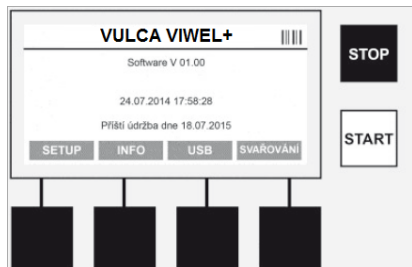 VULCA VIWEL+
Software V 01.00
24.07.2014 17:58:28
Příští údržba dne 18.07.2015
SETUP INFO USB SVAŘOVÁNÍ
STOP
START